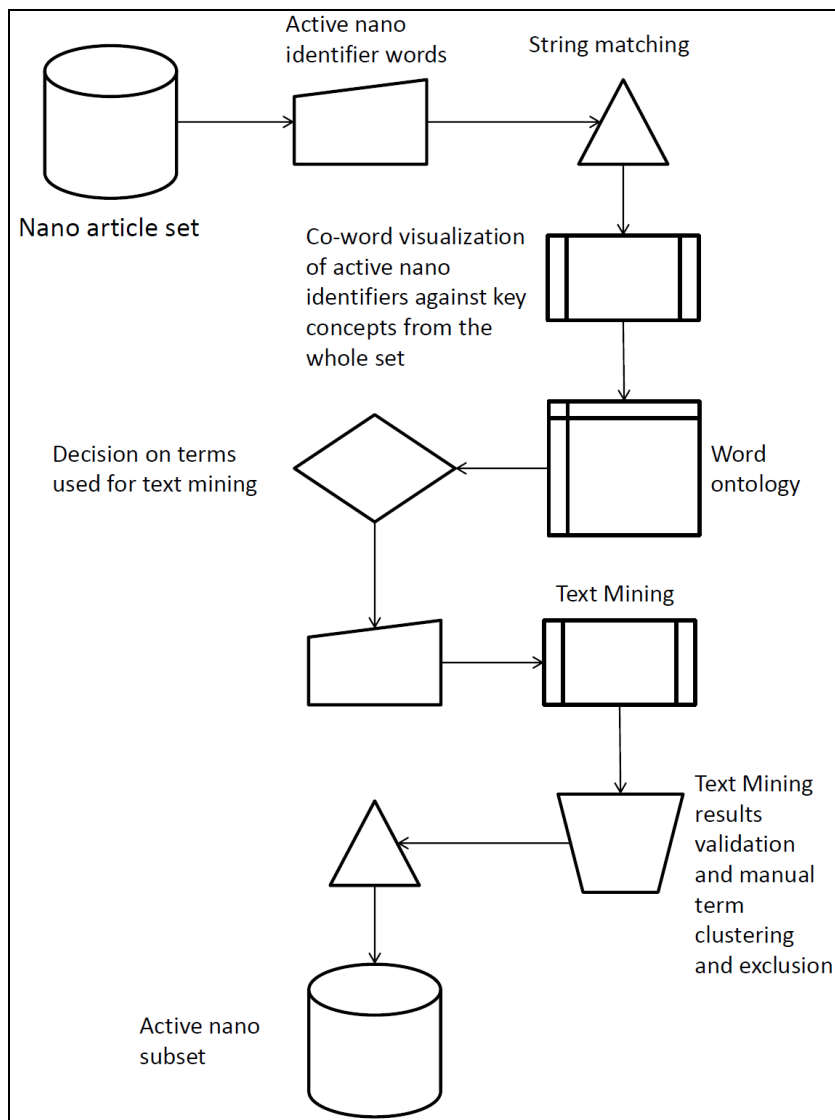 Active nano
identifier words
String matching
Nano article set
Co-word visualization
of active nano
identifiers against key
concepts from the
whole set
Decision on terms
used for text mining
Word
ontology
Text Mining
Text Mining
results
validation
and manual
term
clustering
and exclusion
Active nano
subset